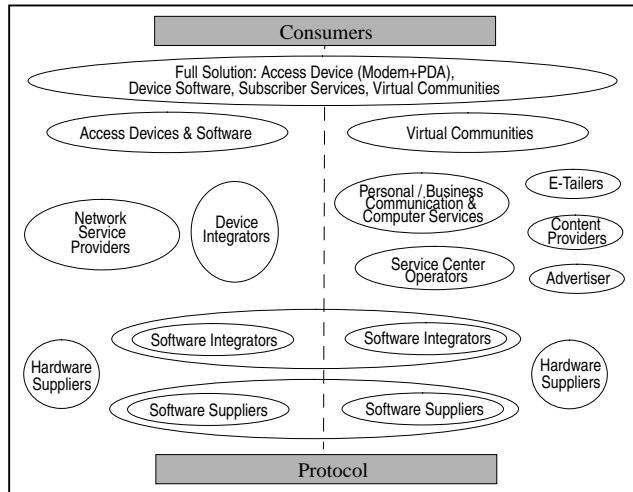 Consumers
Full Solution: Access Device (Modem+PDA),
Device Software, Subscriber Services, Virtual Communities
Access Devices & Software
Virtual Communities
Personal / Business
Communication &
Computer Services
E-Tailers
Network
Service
Providers
Device
Integrators
Content
Providers
Service Center
Operators
Advertiser
Software Integrators
Software Integrators
Hardware
Suppliers
Hardware
Suppliers
Software Suppliers
Software Suppliers
Protocol